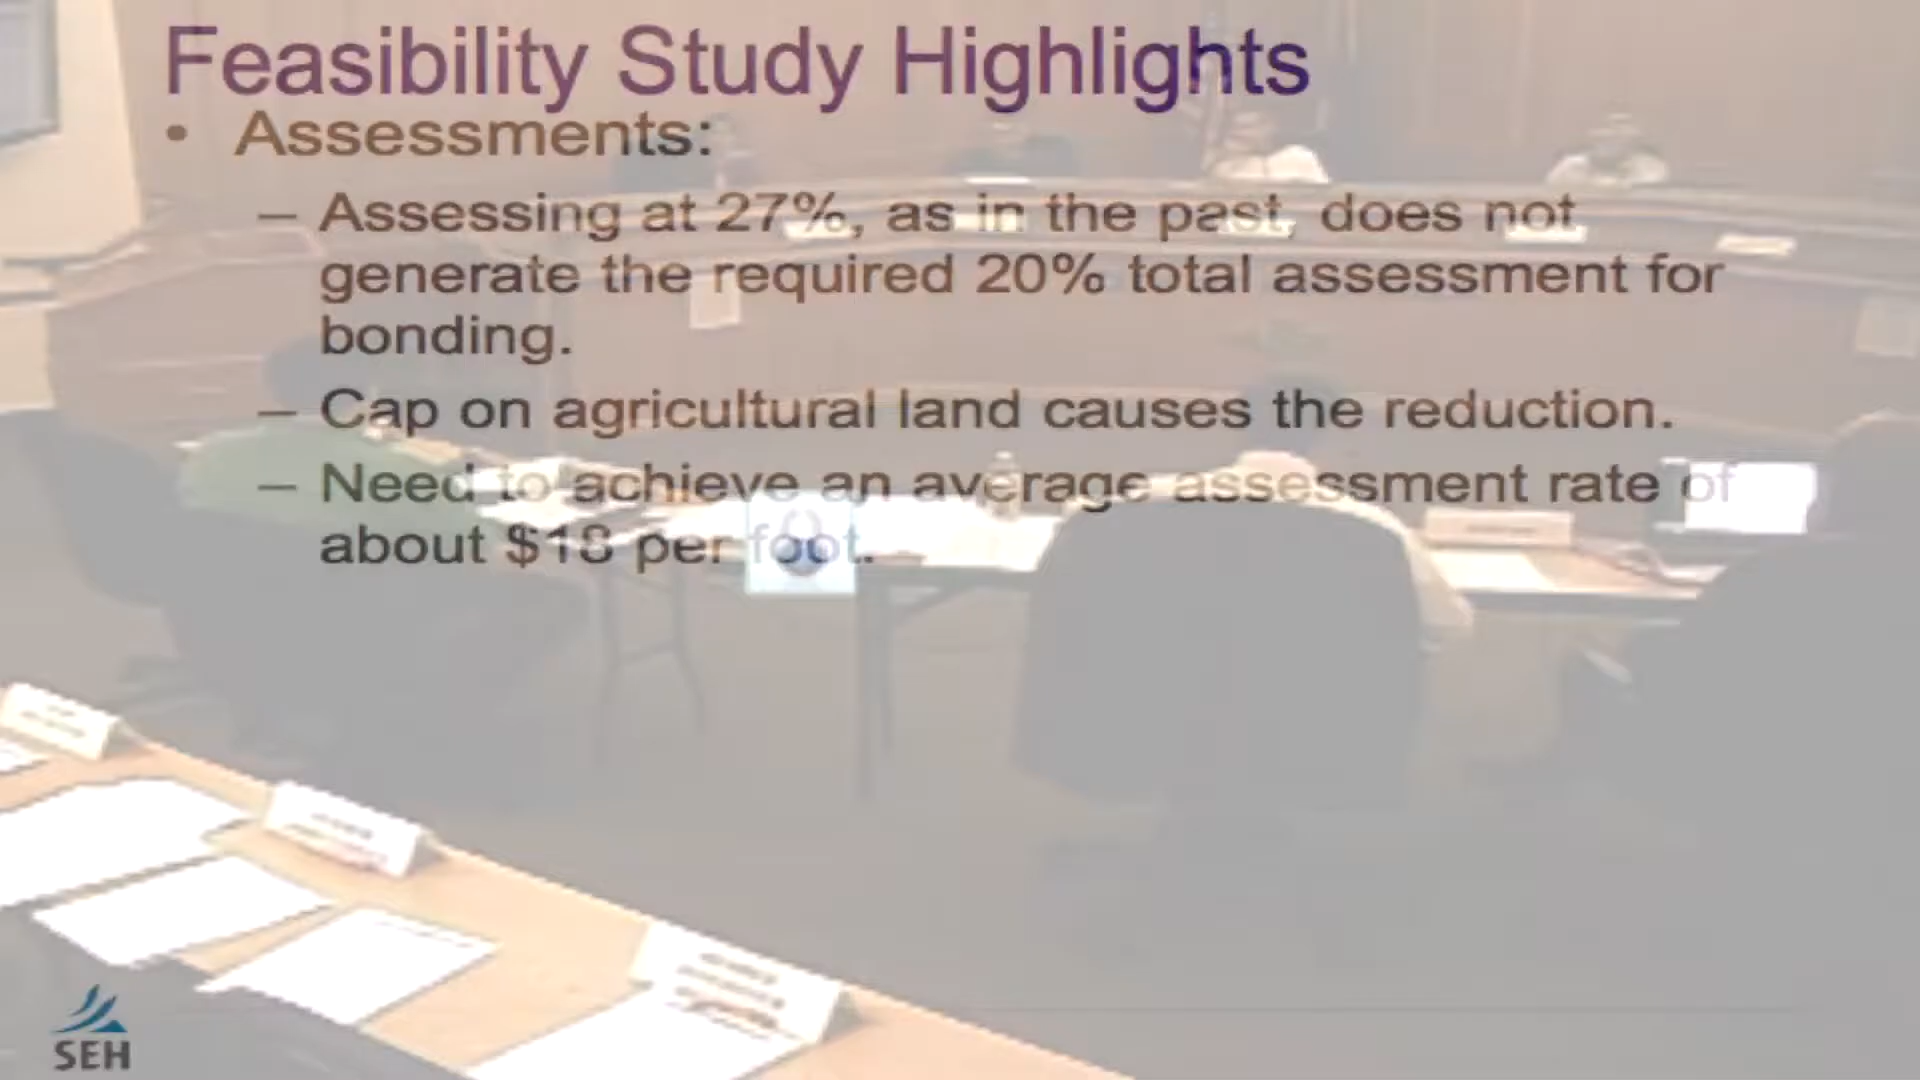 Feasibility Study Highlights
• Assessments:
– Assessing at 27%, as in the past, does not
generate the required 20% total assessment for
bonding.
– Cap on agricultural land causes the reduction.
– Need to achieve an average assessment rate of
about $18 per foot.
SEH